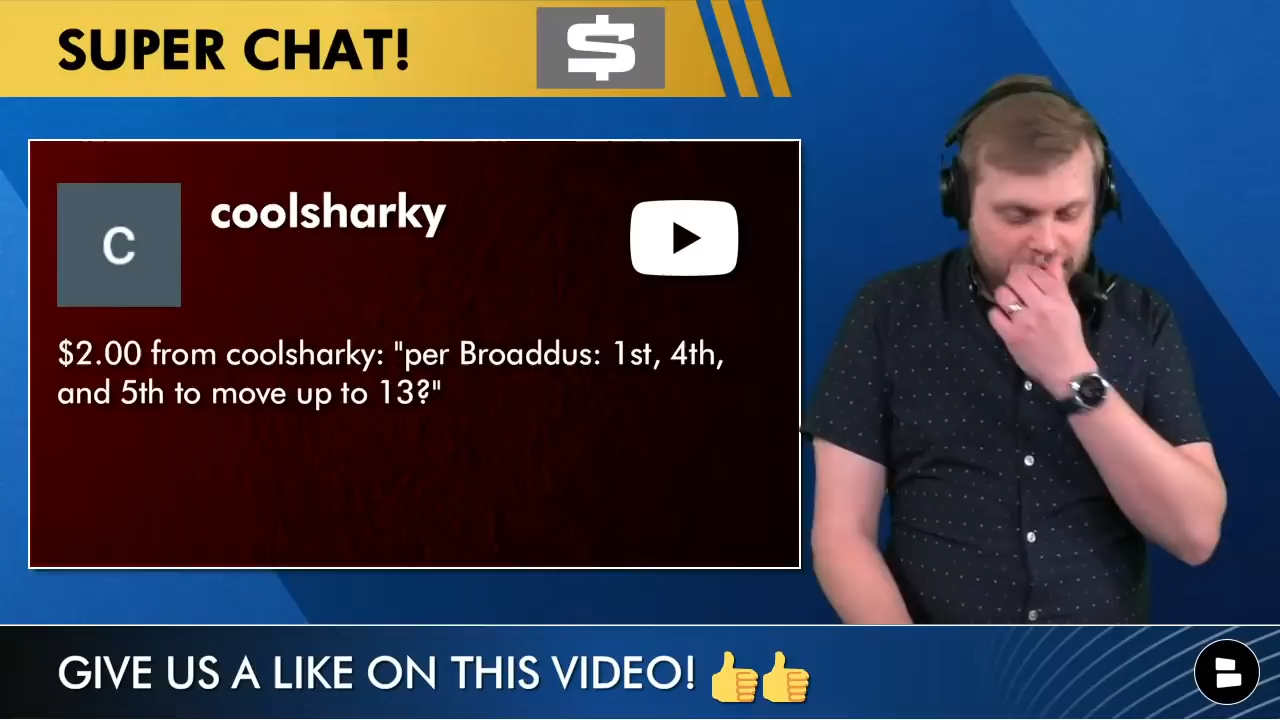 SUPER CHAT!
C
coolsharky
$2.00 from coolsharky: "per Broaddus: 1st, 4th,
and 5th to move up to 13?"
GIVE US A LIKE ON THIS VIDEO! 👍👍